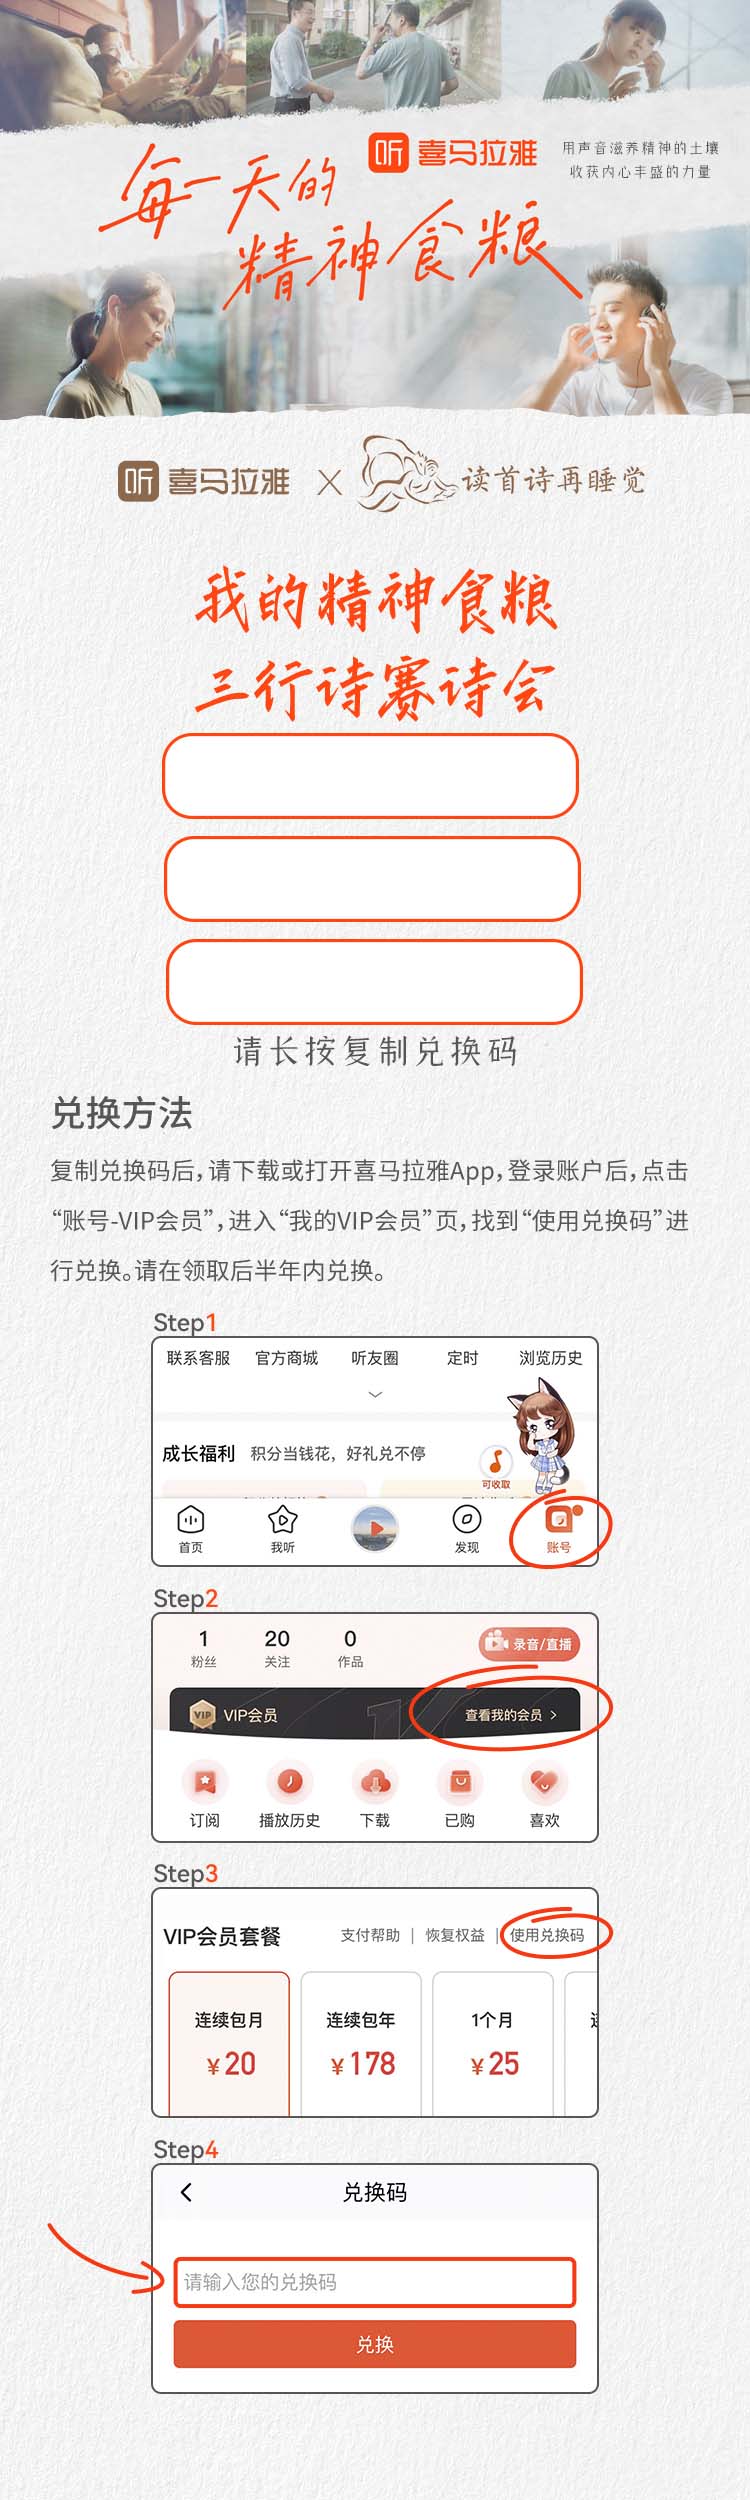 听 喜马拉雅
用声音滋养精神的土壤
收获内心丰盛的力量
每一天的
精神食粮
听 喜马拉雅 × 读首诗再睡觉
我的精神食粮
三行诗赛诗会
请长按复制兑换码
兑换方法
复制兑换码后，请下载或打开喜马拉雅App，登录账户后，点击
“账号-VIP会员”，进入“我的VIP会员”页，找到“使用兑换码”进
行兑换。请在领取后半年内兑换。
Step1
联系客服 官方商城 听友圈 定时 浏览历史
成长福利 积分当钱花，好礼兑不停
可收取
首页 我听 发现 账号
Step2
1 20 0
粉丝 关注 作品
录音/直播
VIP VIP会员 查看我的会员 >
订阅 播放历史 下载 已购 喜欢
Step3
VIP会员套餐 支付帮助 | 恢复权益 | 使用兑换码
连续包月 连续包年 1个月
¥20 ¥178 ¥25
Step4
兑换码
请输入您的兑换码
兑换